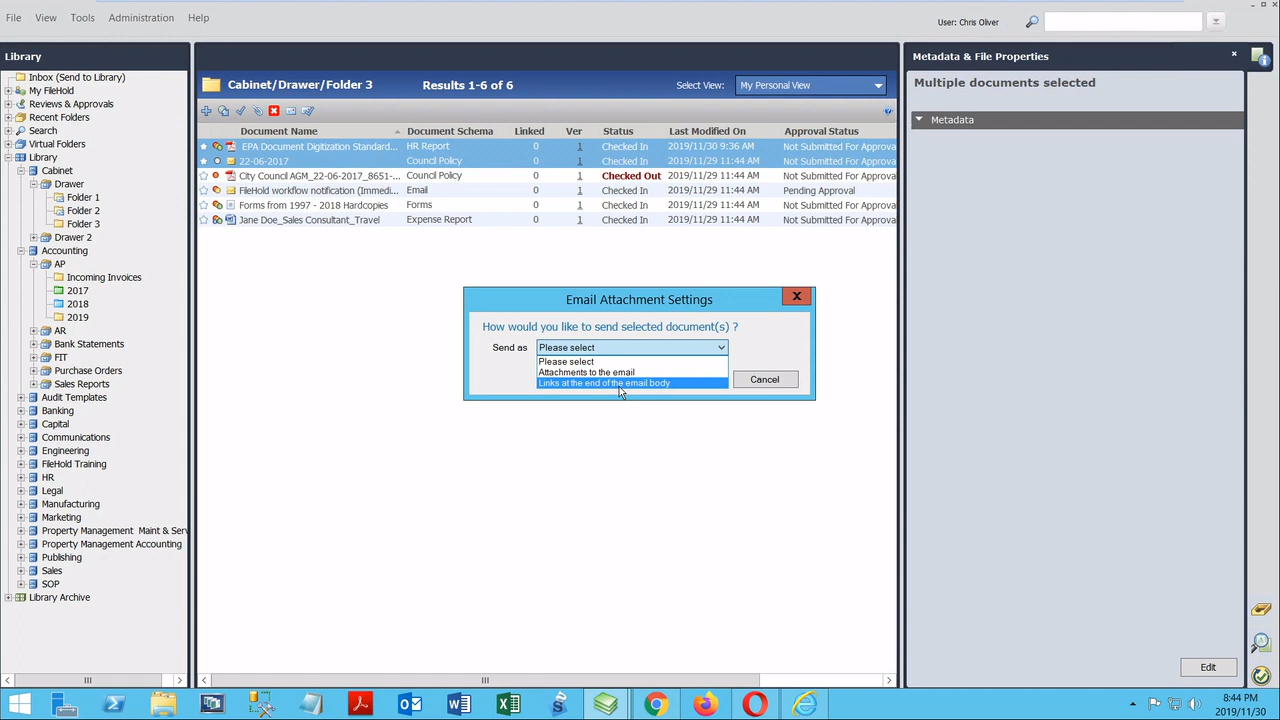 File View Tools Administration Help
User: Chris Oliver
Library
Inbox (Send to Library)
My FileHold
Reviews & Approvals
Recent Folders
Search
Virtual Folders
Library
Cabinet
Drawer
Folder 1
Folder 2
Folder 3
Drawer 2
Accounting
AP
Incoming Invoices
2017
2018
2019
AR
Bank Statements
FIT
Purchase Orders
Sales Reports
Audit Templates
Banking
Capital
Communications
Engineering
FileHold Training
HR
Legal
Manufacturing
Marketing
Property Management Maint & Serv
Property Management Accounting
Publishing
Sales
SOP
Library Archive
Cabinet/Drawer/Folder 3 Results 1-6 of 6 Select View: My Personal View
Document Name Document Schema Linked Ver Status Last Modified On Approval Status
EPA Document Digitization Standard... HR Report 0 1 Checked In 2019/11/30 9:36 AM Not Submitted For Approva
22-06-2017 Council Policy 0 1 Checked In 2019/11/29 11:44 AM Not Submitted For Approva
City Council AGM_22-06-2017_8651-... Council Policy 0 1 Checked Out 2019/11/29 11:44 AM Not Submitted For Approva
FileHold workflow notification (Immedi... Email 0 1 Checked In 2019/11/29 11:44 AM Pending Approval
Forms from 1997 - 2018 Hardcopies Forms 0 1 Checked In 2019/11/29 11:44 AM Not Submitted For Approva
Jane Doe_Sales Consultant_Travel Expense Report 0 1 Checked In 2019/11/29 11:44 AM Not Submitted For Approva
Email Attachment Settings X
How would you like to send selected document(s) ?
Send as Please select
Please select
Attachments to the email
Links at the end of the email body
Cancel
Metadata & File Properties
Multiple documents selected
Metadata
Edit
8:44 PM
2019/11/30